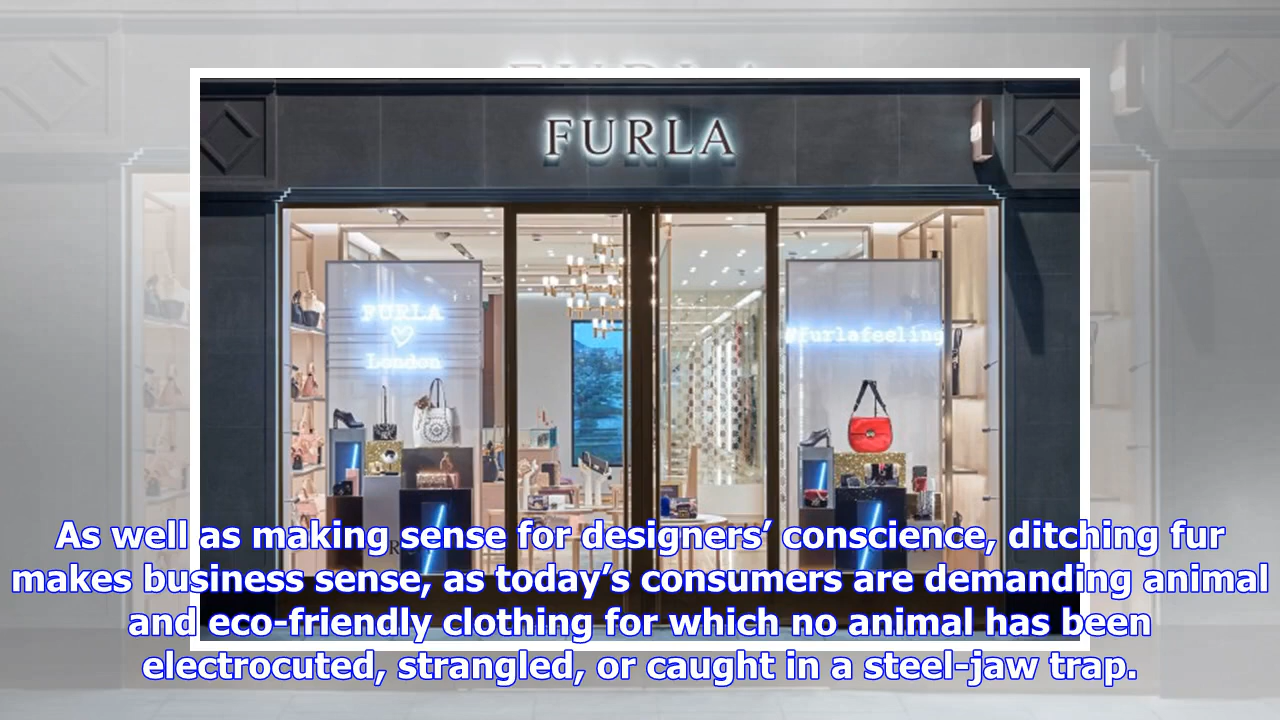 FURLA
FURLA
London
#furlafeeling
As well as making sense for designers’ conscience, ditching fur
makes business sense, as today’s consumers are demanding animal
and eco-friendly clothing for which no animal has been
electrocuted, strangled, or caught in a steel-jaw trap.